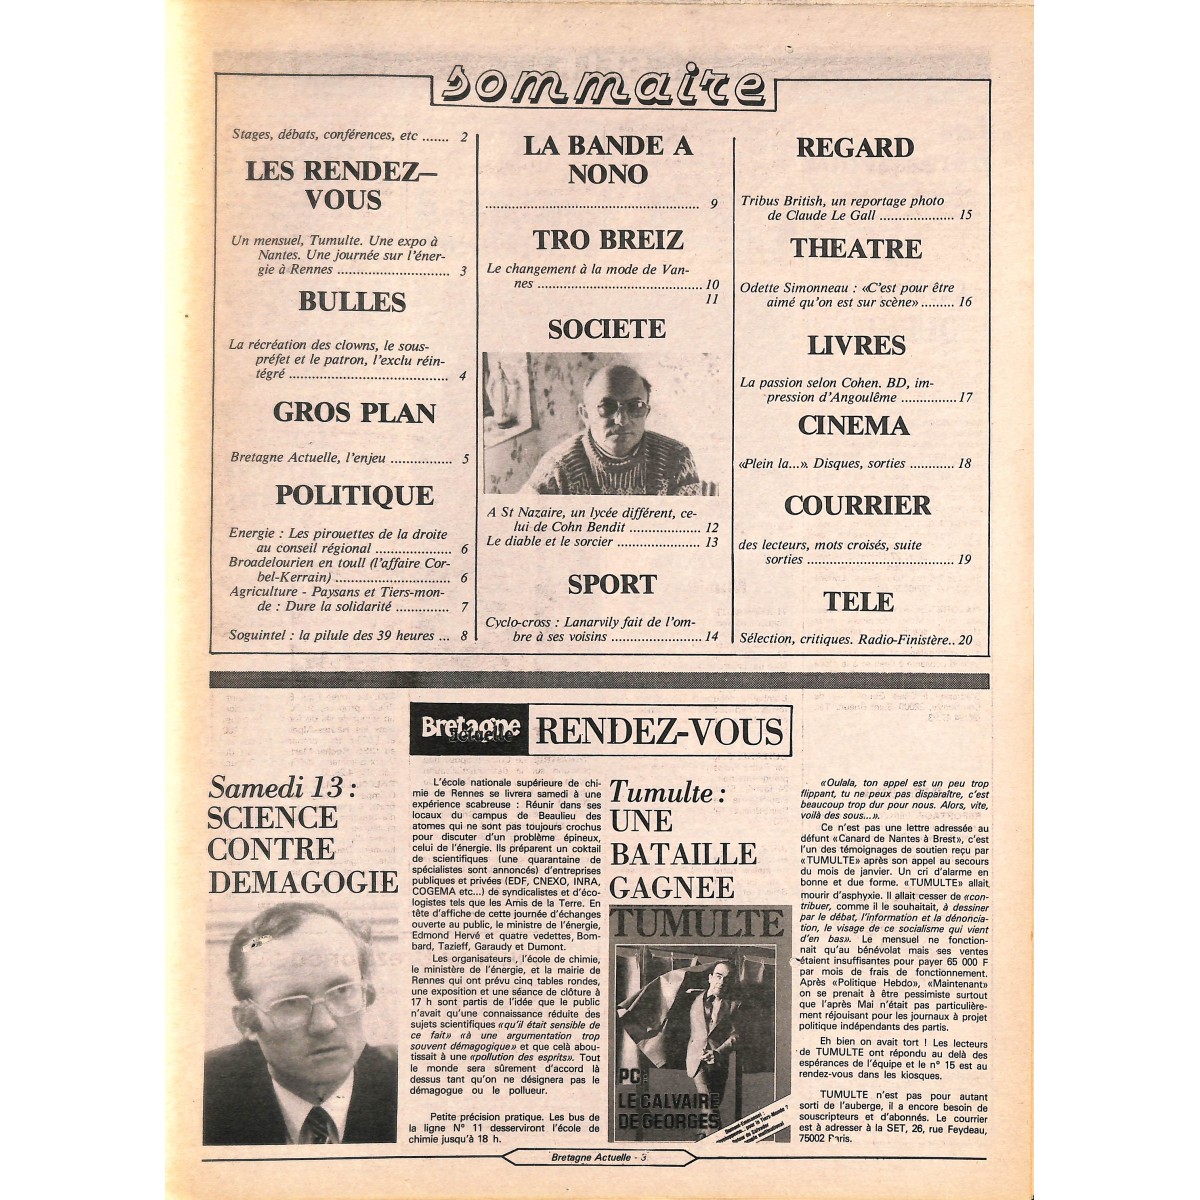 sommaire
Stages, débats, conférences, etc ....... 2
LES RENDEZ—
VOUS
Un mensuel, Tumulte. Une expo à
Nantes. Une journée sur l'éner-
gie à Rennes ............................ 3
BULLES
La récréation des clowns, le sous-
préfet et le patron, l'exclu réin-
tégré ........................................ 4
GROS PLAN
Bretagne Actuelle, l'enjeu ................ 5
POLITIQUE
Energie : Les pirouettes de la droite
au conseil régional ................... 6
Broadelourien en toull (l'affaire Cor-
bel-Kerrain) ............................. 6
Agriculture - Paysans et Tiers-mon-
de : Dure la solidarité .............. 7
Soguintel : la pilule des 39 heures ... 8
LA BANDE A
NONO
...................................................... 9
TRO BREIZ
Le changement à la mode de Van-
nes ..........................................10
11
SOCIETE
A St Nazaire, un lycée différent, ce-
lui de Cohn Bendit .................. 12
Le diable et le sorcier .................... 13
SPORT
Cyclo-cross : Lanarvily fait de l'om-
bre à ses voisins ....................... 14
REGARD
Tribus British, un reportage photo
de Claude Le Gall ................... 15
THEATRE
Odette Simonneau : «C'est pour être
aimé qu'on est sur scène» ......... 16
LIVRES
La passion selon Cohen. BD, im-
pression d'Angoulême ..............17
CINEMA
«Plein la...». Disques, sorties ............ 18
COURRIER
des lecteurs, mots croisés, suite
sorties ..................................... 19
TELE
Sélection, critiques. Radio-Finistère.. 20
Bretagne
Actuelle
RENDEZ-VOUS
Samedi 13 :
SCIENCE
CONTRE
DEMAGOGIE
L'école nationale supérieure de chi-
mie de Rennes se livrera samedi à une
expérience scabreuse : Réunir dans ses
locaux du campus de Beaulieu des
atomes qui ne sont pas toujours crochus
pour discuter d'un problème épineux,
celui de l'énergie. Ils préparent un coktail
de scientifiques (une quarantaine de
spécialistes sont annoncés) d'entreprises
publiques et privées (EDF, CNEXO, INRA,
COGEMA etc...) de syndicalistes et d'éco-
logistes tels que les Amis de la Terre. En
tête d'affiche de cette journée d'échanges
ouverte au public, le ministre de l'énergie,
Edmond Hervé et quatre vedettes, Bom-
bard, Tazieff, Garaudy et Dumont.
Les organisateurs , l'école de chimie,
le ministère de l'énergie, et la mairie de
Rennes qui ont prévu cinq tables rondes,
une exposition et une séance de clôture à
17 h sont partis de l'idée que le public
n'avait qu'une connaissance réduite des
sujets scientifiques «qu'il était sensible de
ce fait» «à une argumentation trop
souvent démagogique» et que celà abou-
tissait à une «pollution des esprits». Tout
le monde sera sûrement d'accord là
dessus tant qu'on ne désignera pas le
démagogue ou le pollueur.
Petite précision pratique. Les bus de
la ligne N° 11 desserviront l'école de
chimie jusqu'à 18 h.
Tumulte :
UNE
BATAILLE
GAGNEE
TUMULTE
PC:
LE CALVAIRE
DE GEORGES
«Oulala, ton appel est un peu trop
flippant, tu ne peux pas disparaître, c'est
beaucoup trop dur pour nous. Alors, vite,
voilà des sous...».
Ce n'est pas une lettre adressée au
défunt «Canard de Nantes à Brest», c'est
l'un des témoignages de soutien reçu par
«TUMULTE» après son appel au secours
du mois de janvier. Un cri d'alarme en
bonne et due forme. «TUMULTE» allait
mourir d'asphyxie. Il allait cesser de «con-
tribuer, comme il le souhaitait, à dessiner
par le débat, l'information et la dénoncia-
tion, le visage de ce socialisme qui vient
d'en bas». Le mensuel ne fonction-
nait qu'au bénévolat mais ses ventes
étaient insuffisantes pour payer 65 000 F
par mois de frais de fonctionnement.
Après «Politique Hebdo», «Maintenant»
on se prenait à être pessimiste surtout
que l'après Mai n'était pas particulière-
ment réjouissant pour les journaux à projet
politique indépendants des partis.
Eh bien on avait tort ! Les lecteurs
de TUMULTE ont répondu au delà des
espérances de l'équipe et le n° 15 est au
rendez-vous dans les kiosques.
TUMULTE n'est pas pour autant
sorti de l'auberge, il a encore besoin de
souscripteurs et d'abonnés. Le courrier
est à adresser à la SET, 26, rue Feydeau,
75002 Paris.
Bretagne Actuelle - 3